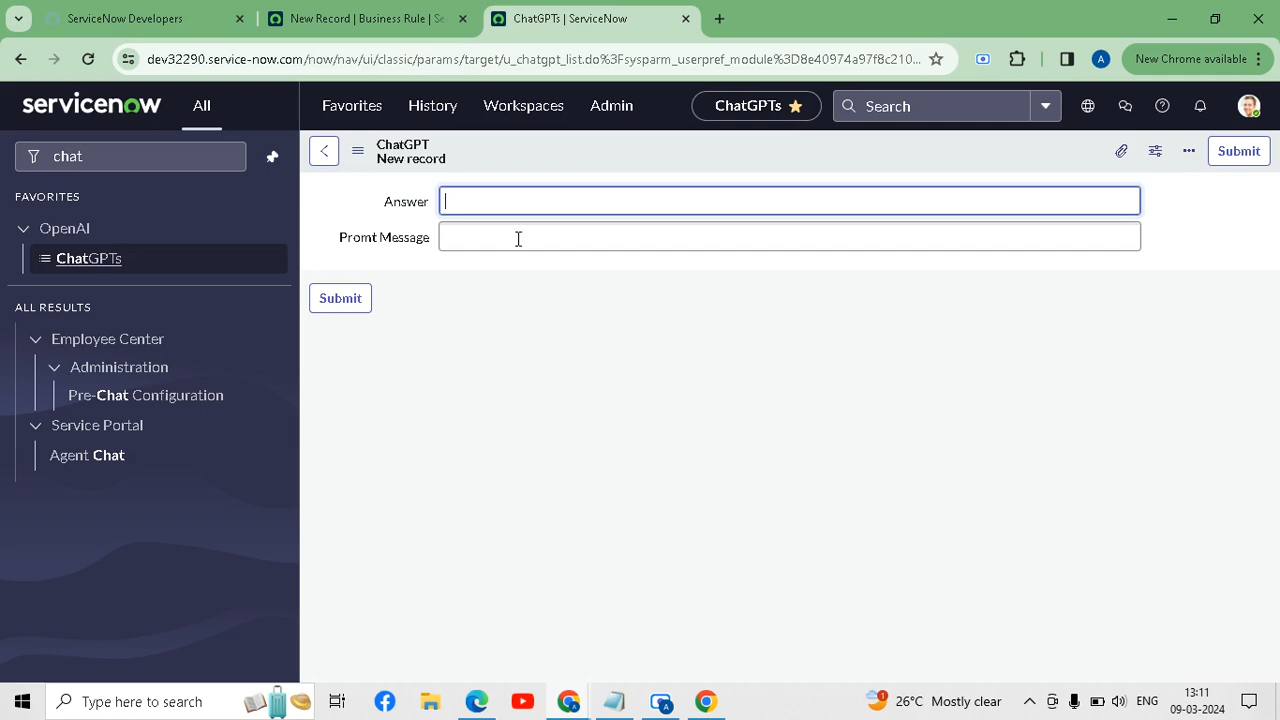 ServiceNow Developers
New Record | Business Rule | Se
ChatGPTs | ServiceNow
dev32290.service-now.com/now/nav/ui/classic/params/target/u_chatgpt_list.do%3Fsysparm_userpref_module%3D8e40974a97f8c210...
A
New Chrome available
servicenow
All
Favorites
History
Workspaces
Admin
ChatGPTs
Search
chat
ChatGPT
New record
Submit
FAVORITES
Answer
OpenAI
Promt Message
ChatGPTs
Submit
ALL RESULTS
Employee Center
Administration
Pre-Chat Configuration
Service Portal
Agent Chat
Type here to search
1
26°C Mostly clear
ENG
13:11
09-03-2024